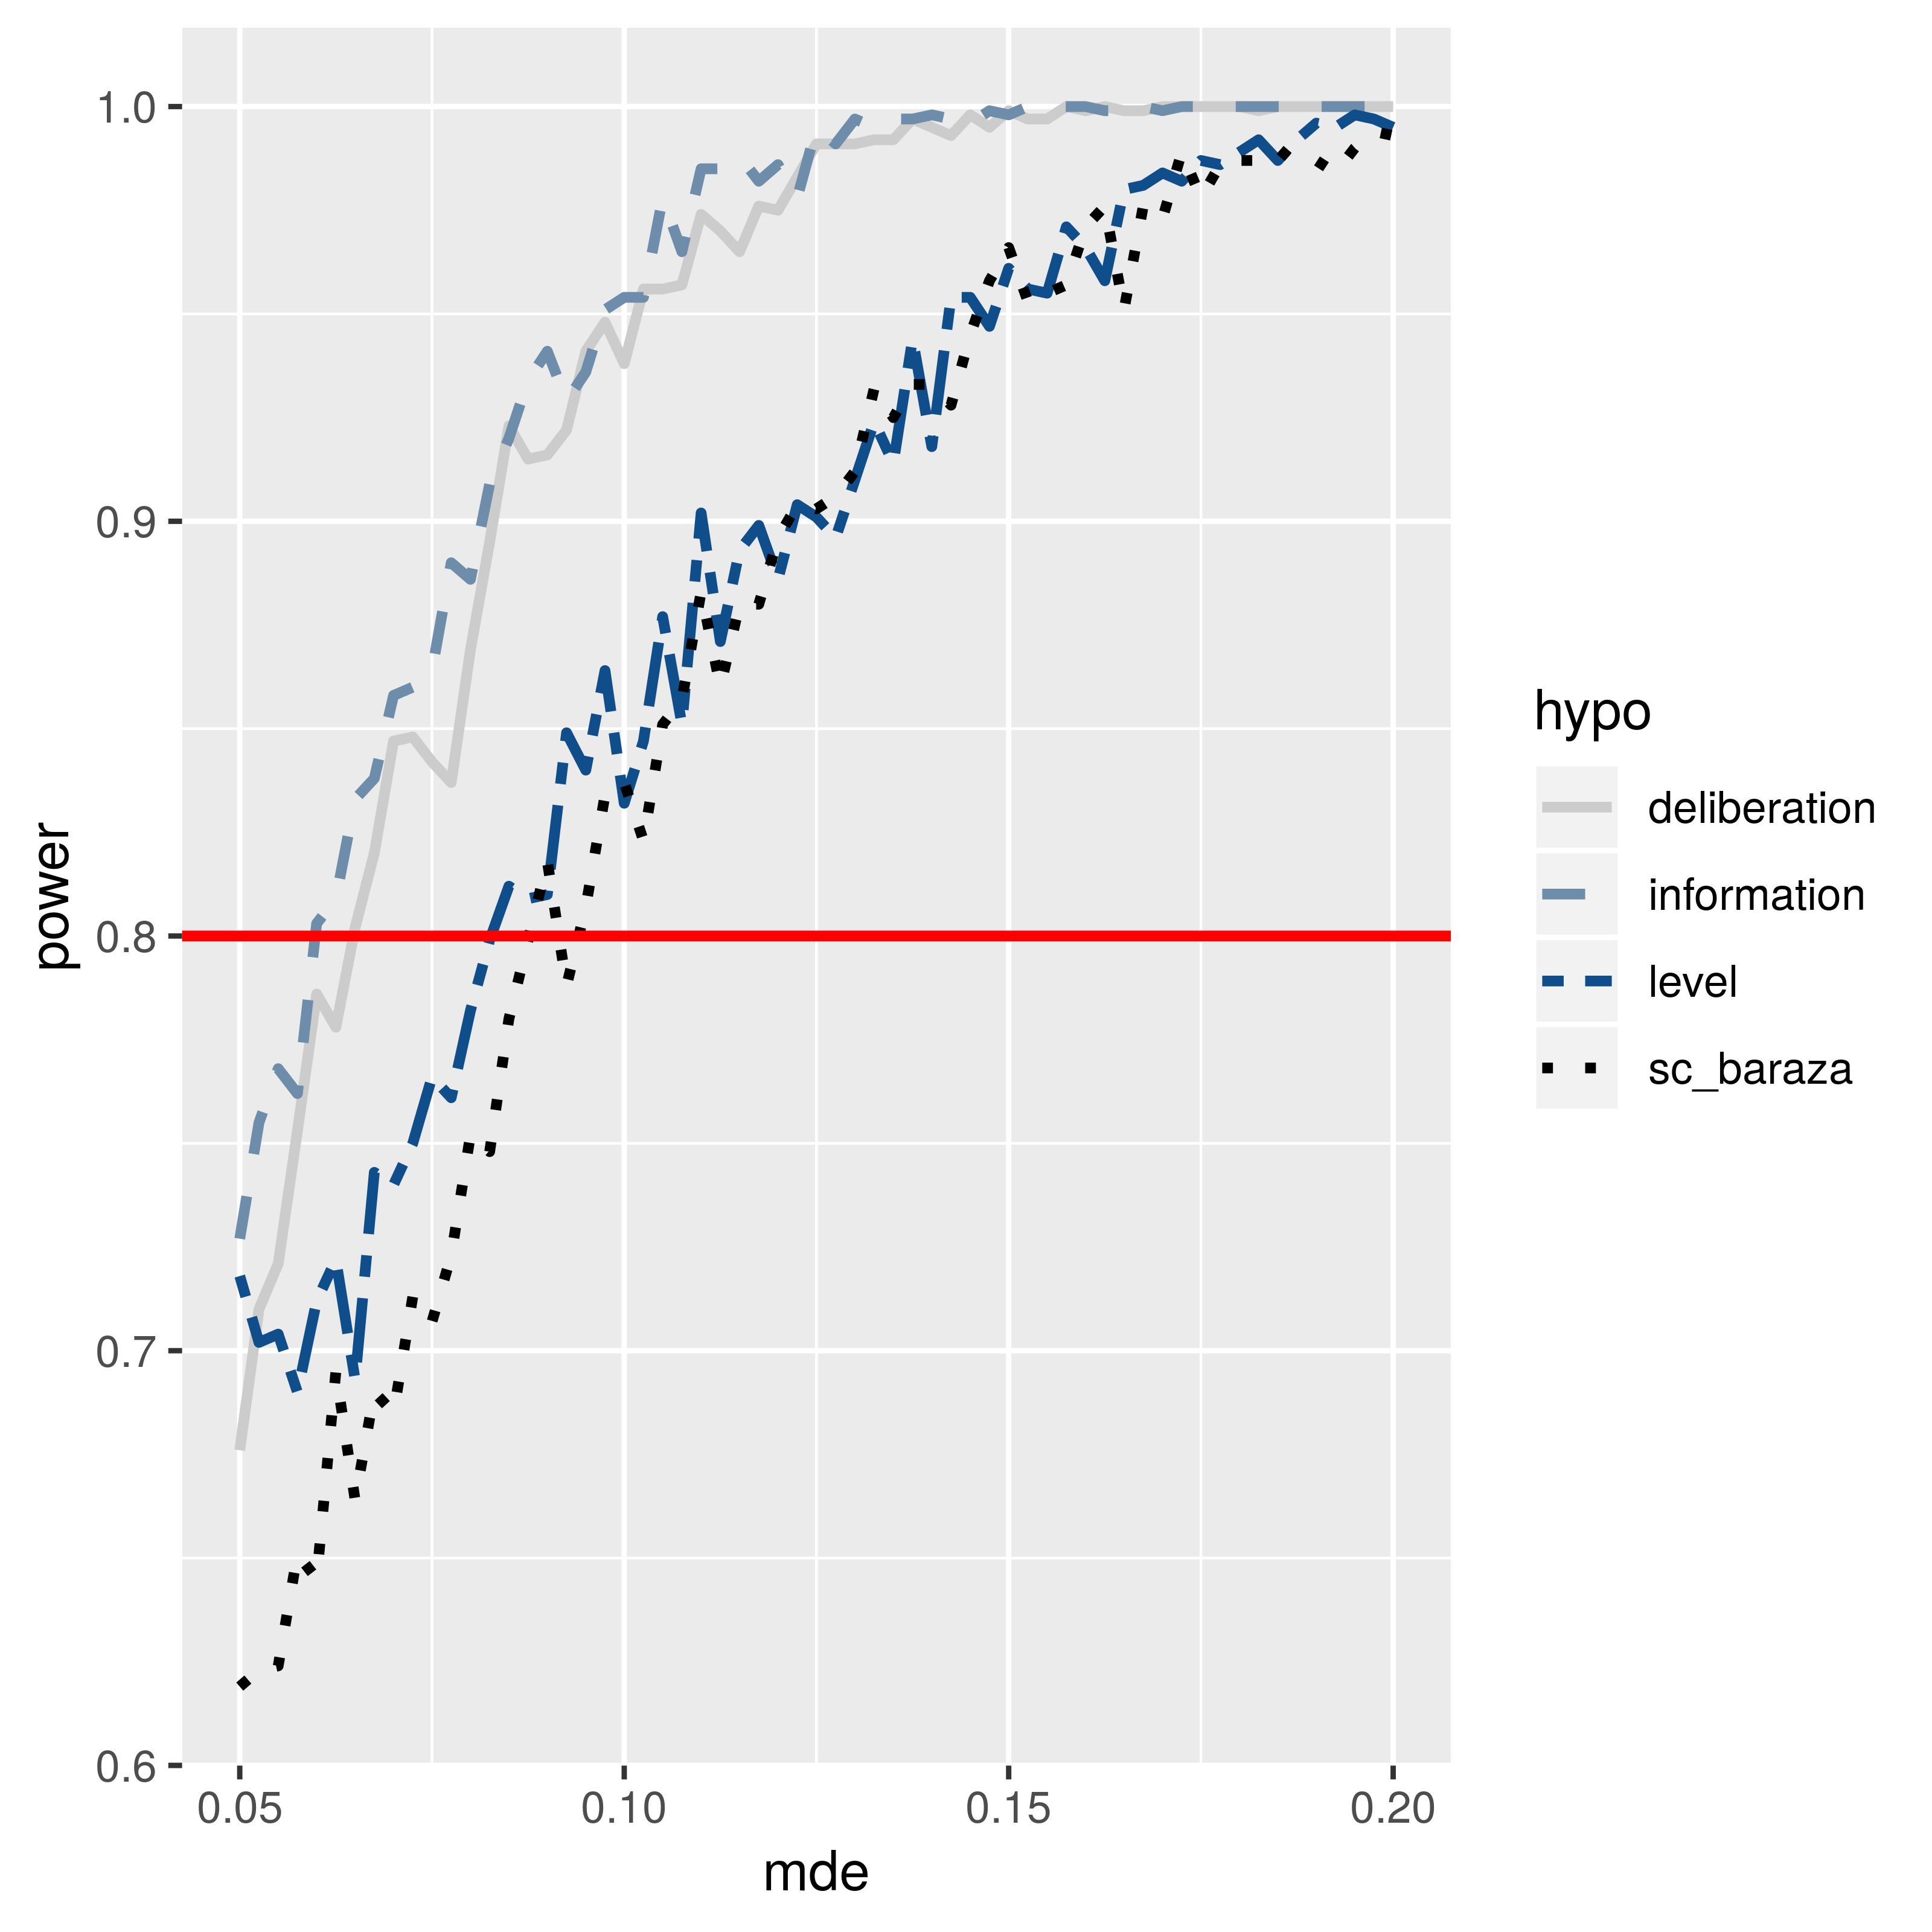 1.0
0.9
0.8
0.7
0.6
power
0.05 0.10 0.15 0.20
mde
hypo
deliberation
information
level
sc_baraza